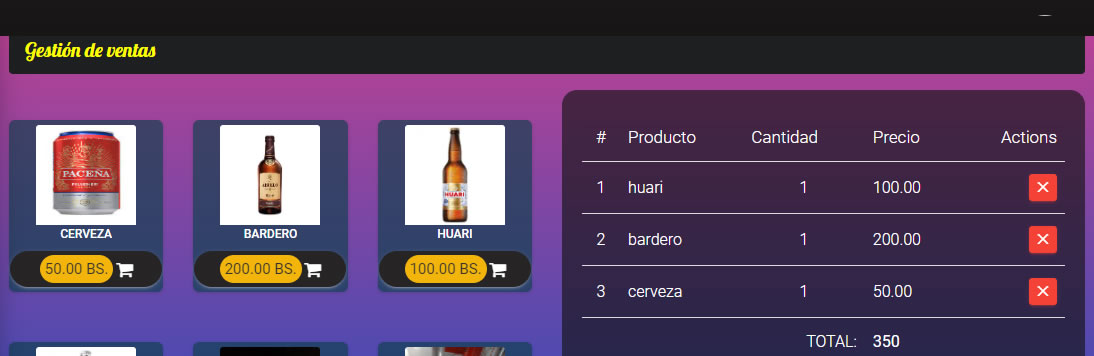 Gestión de ventas
PACEÑA
CERVEZA
50.00 BS.
ABUELO
BARDERO
200.00 BS.
HUARI
HUARI
100.00 BS.
# Producto Cantidad Precio Actions
1 huari 1 100.00
2 bardero 1 200.00
3 cerveza 1 50.00
TOTAL: 350